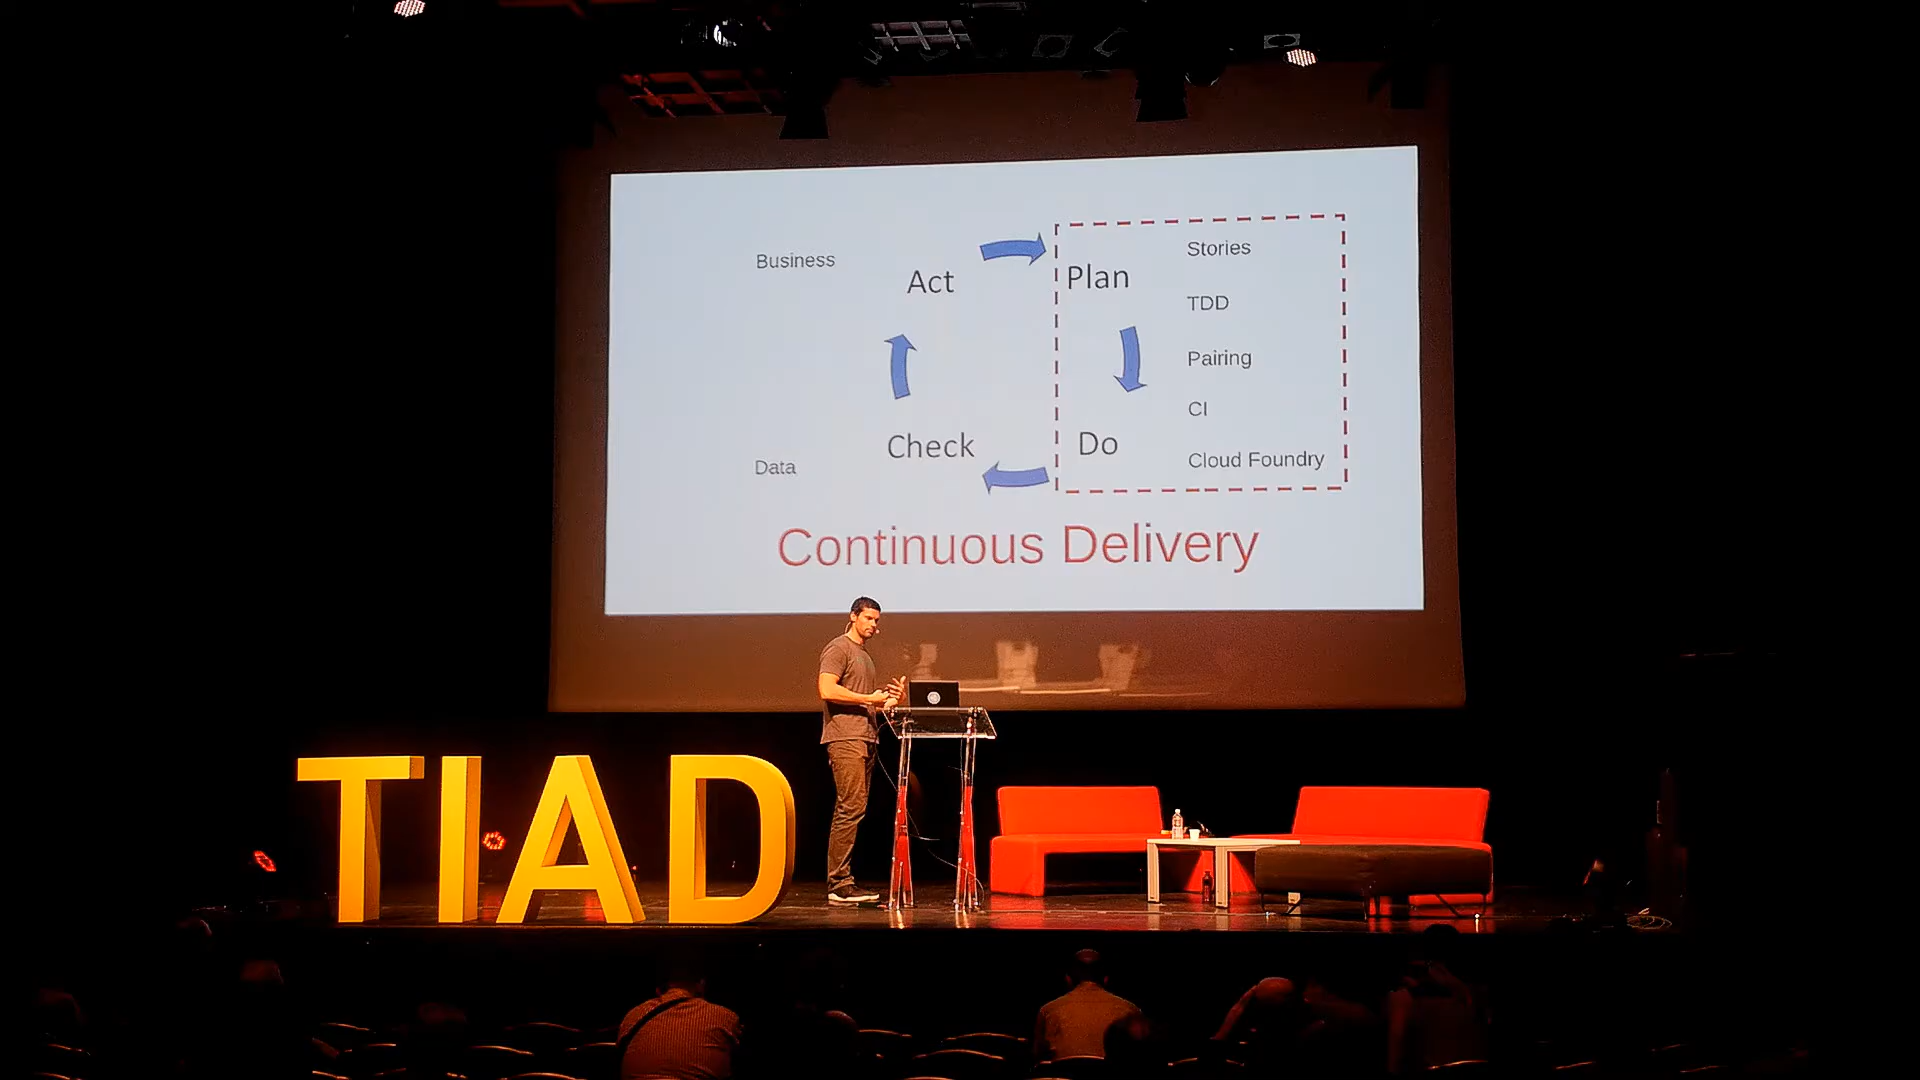 Business
Act
Plan
Stories
TDD
Pairing
CI
Check
Do
Data
Cloud Foundry
Continuous Delivery
TIAD